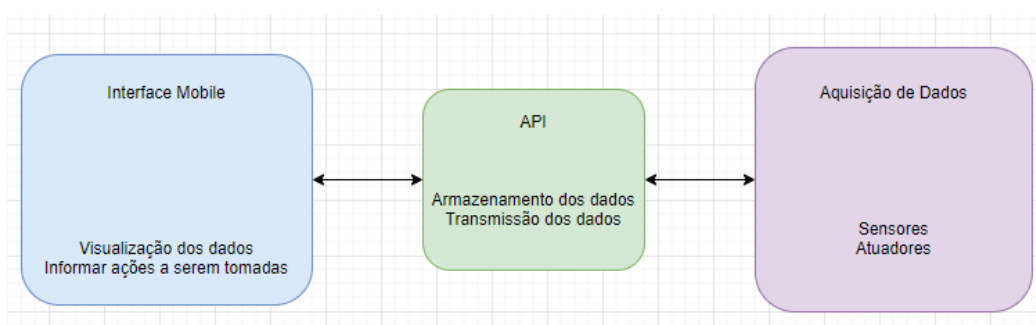 Interface Mobile
Visualização dos dados
Informar ações a serem tomadas
API
Armazenamento dos dados
Transmissão dos dados
Aquisição de Dados
Sensores
Atuadores